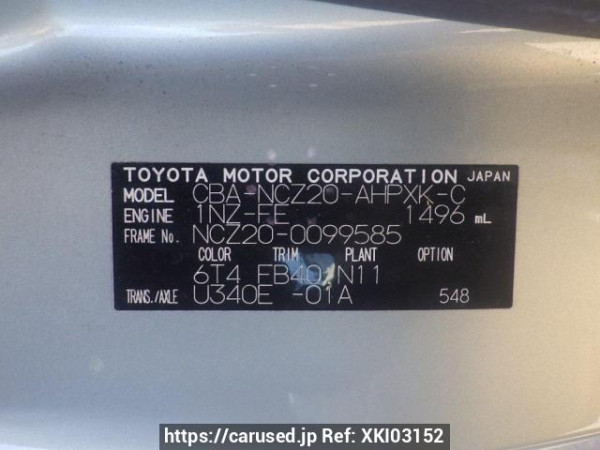 TOYOTA MOTOR CORPORATION JAPAN
MODEL CBA-NCZ20-AHPXK-C
ENGINE 1NZ-FE 1496 mL
FRAME No. NCZ20-0099585
COLOR TRIM PLANT OPTION
6T4 FB40 N11
TRANS./AXLE U340E -01A 548
https://carused.jp Ref: XKI03152